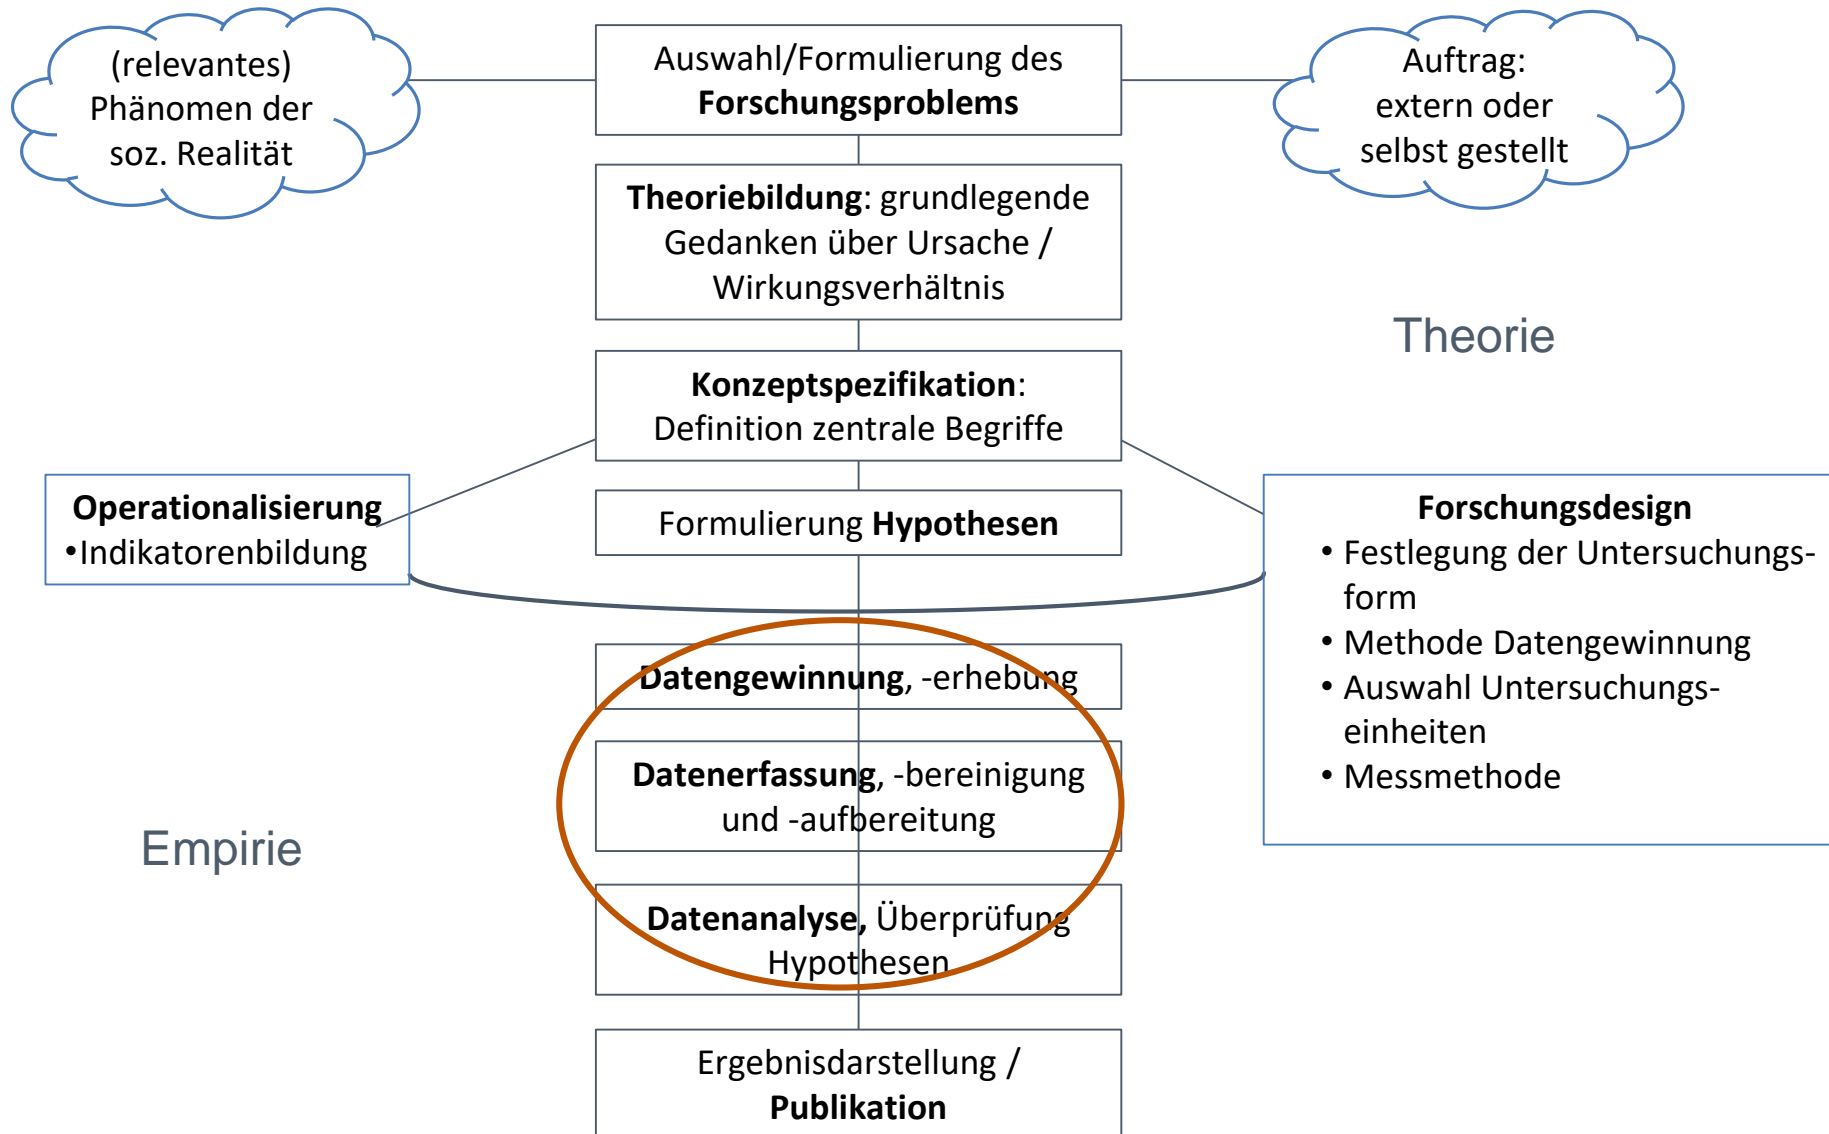 (relevantes)
Phänomen der
soz. Realität
Auswahl/Formulierung des
Forschungsproblems
Auftrag:
extern oder
selbst gestellt
Theoriebildung: grundlegende
Gedanken über Ursache /
Wirkungsverhältnis
Theorie
Konzeptspezifikation:
Definition zentrale Begriffe
Operationalisierung
•Indikatorenbildung
Formulierung Hypothesen
Forschungsdesign
• Festlegung der Untersuchungs-
form
• Methode Datengewinnung
• Auswahl Untersuchungs-
einheiten
• Messmethode
Datengewinnung, -erhebung
Datenerfassung, -bereinigung
und -aufbereitung
Empirie
Datenanalyse, Überprüfung
Hypothesen
Ergebnisdarstellung /
Publikation